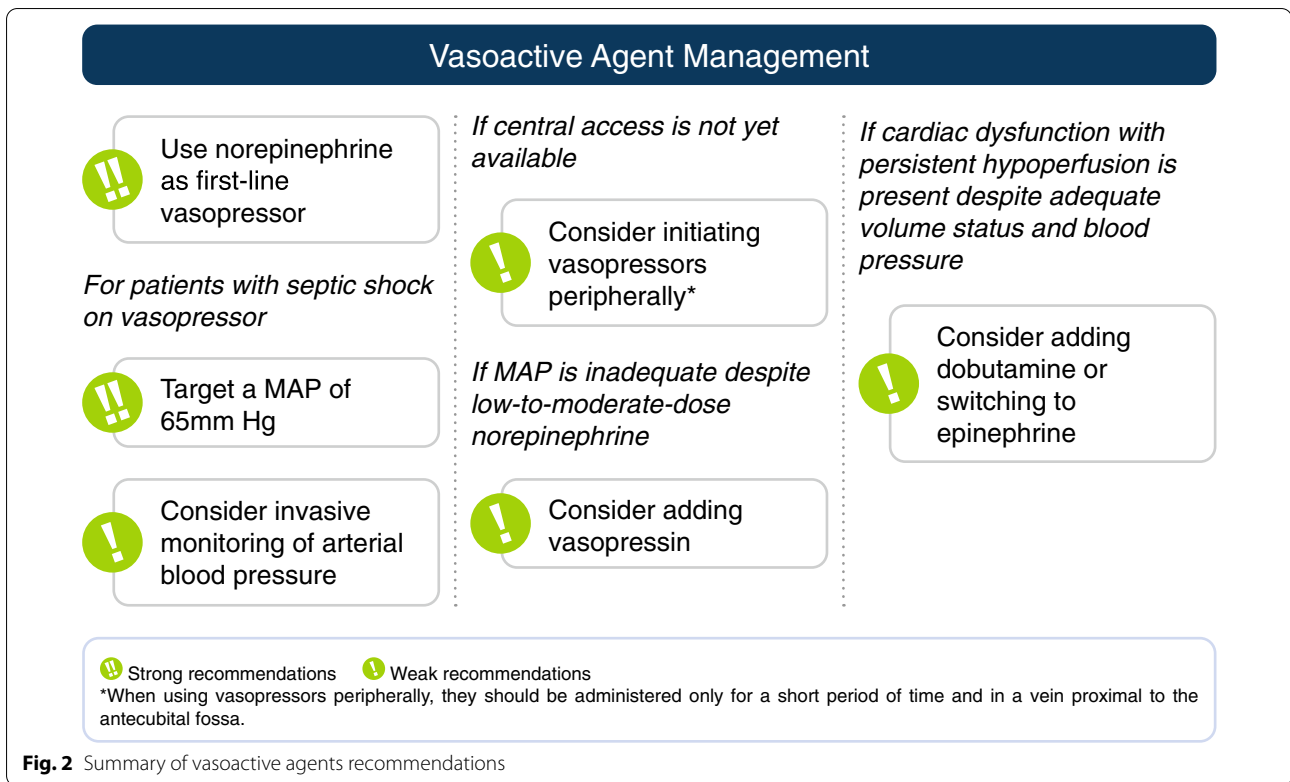 Vasoactive Agent Management
Use norepinephrine
as first-line
vasopressor
For patients with septic shock
on vasopressor
Target a MAP of
65mm Hg
Consider invasive
monitoring of arterial
blood pressure
If central access is not yet
available
Consider initiating
vasopressors
peripherally*
If MAP is inadequate despite
low-to-moderate-dose
norepinephrine
Consider adding
vasopressin
If cardiac dysfunction with
persistent hypoperfusion is
present despite adequate
volume status and blood
pressure
Consider adding
dobutamine or
switching to
epinephrine
!! Strong recommendations ! Weak recommendations
*When using vasopressors peripherally, they should be administered only for a short period of time and in a vein proximal to the
antecubital fossa.
Fig. 2 Summary of vasoactive agents recommendations